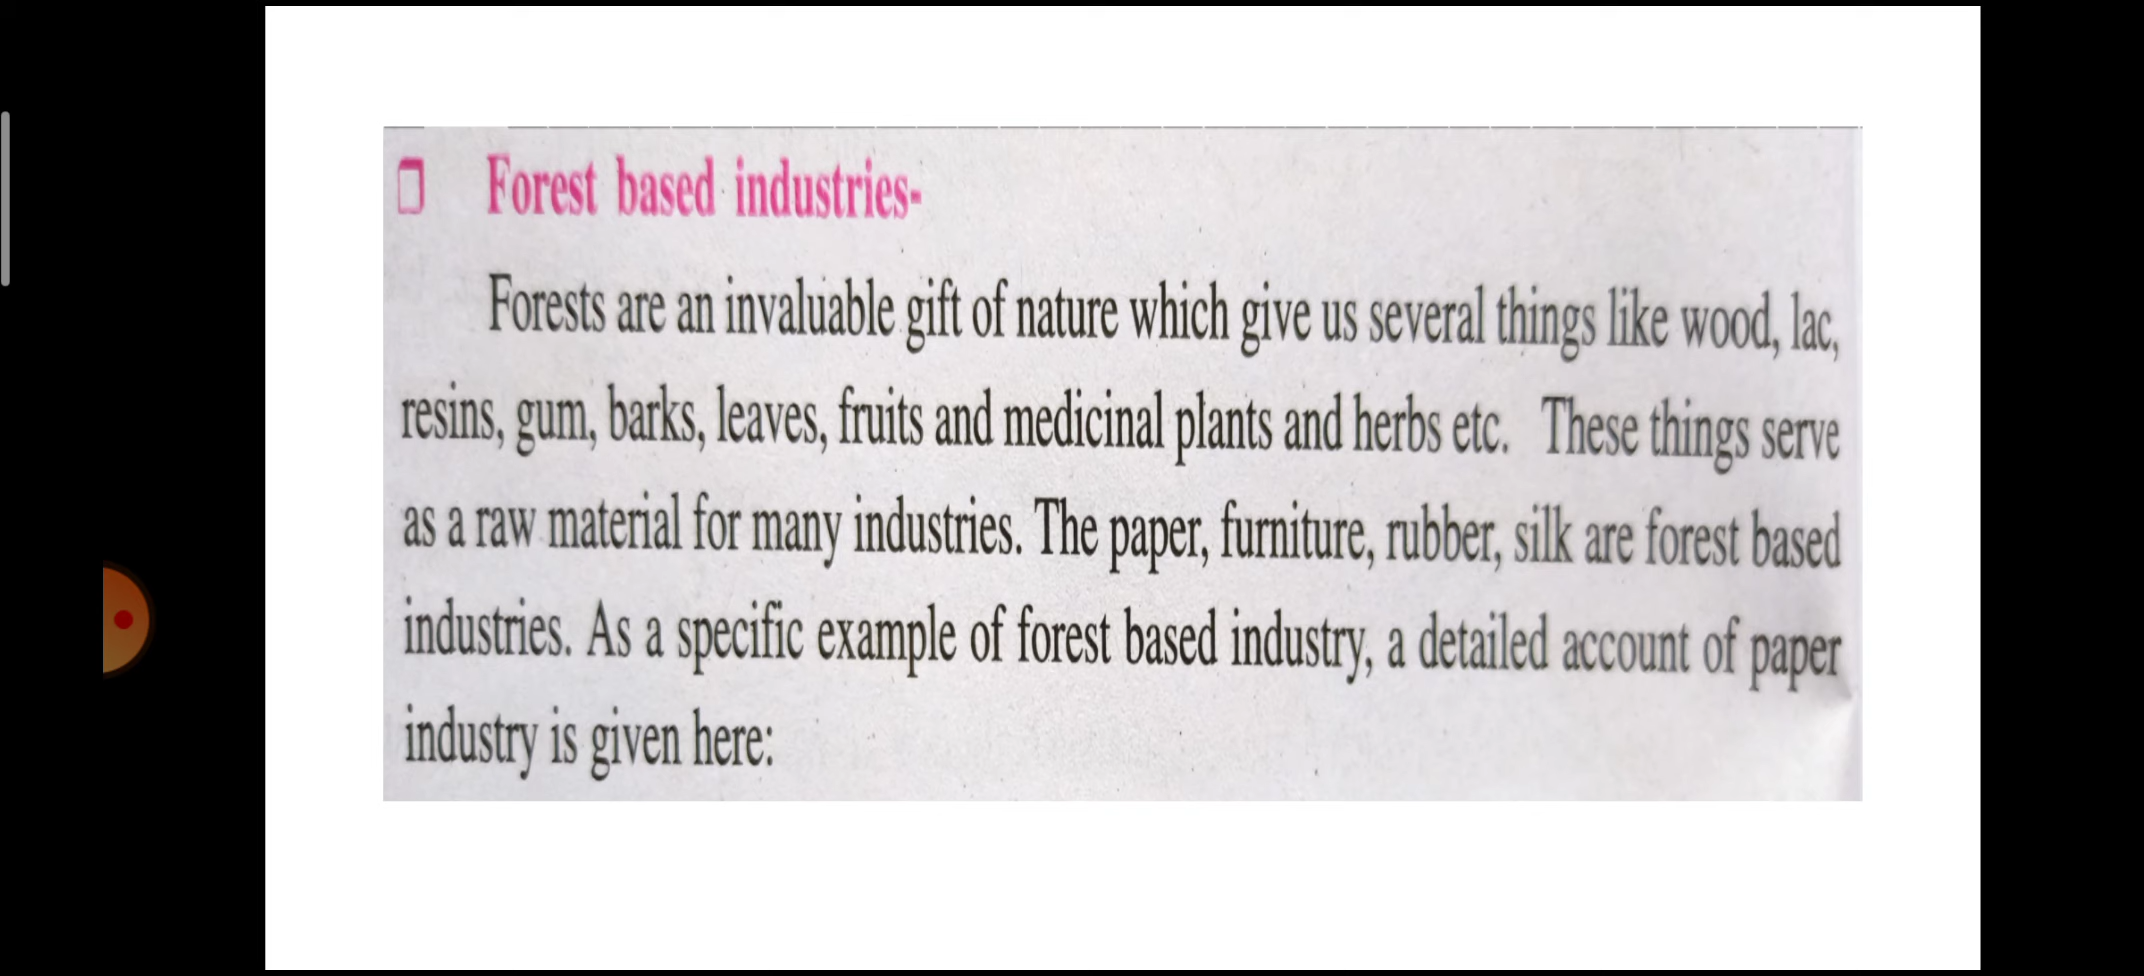 Forest based industries-
Forests are an invaluable gift of nature which give us several things like wood, lac,
resins, gum, barks, leaves, fruits and medicinal plants and herbs etc. These things serve
as a raw material for many industries. The paper, furniture, rubber, silk are forest based
industries. As a specific example of forest based industry, a detailed account of paper
industry is given here: